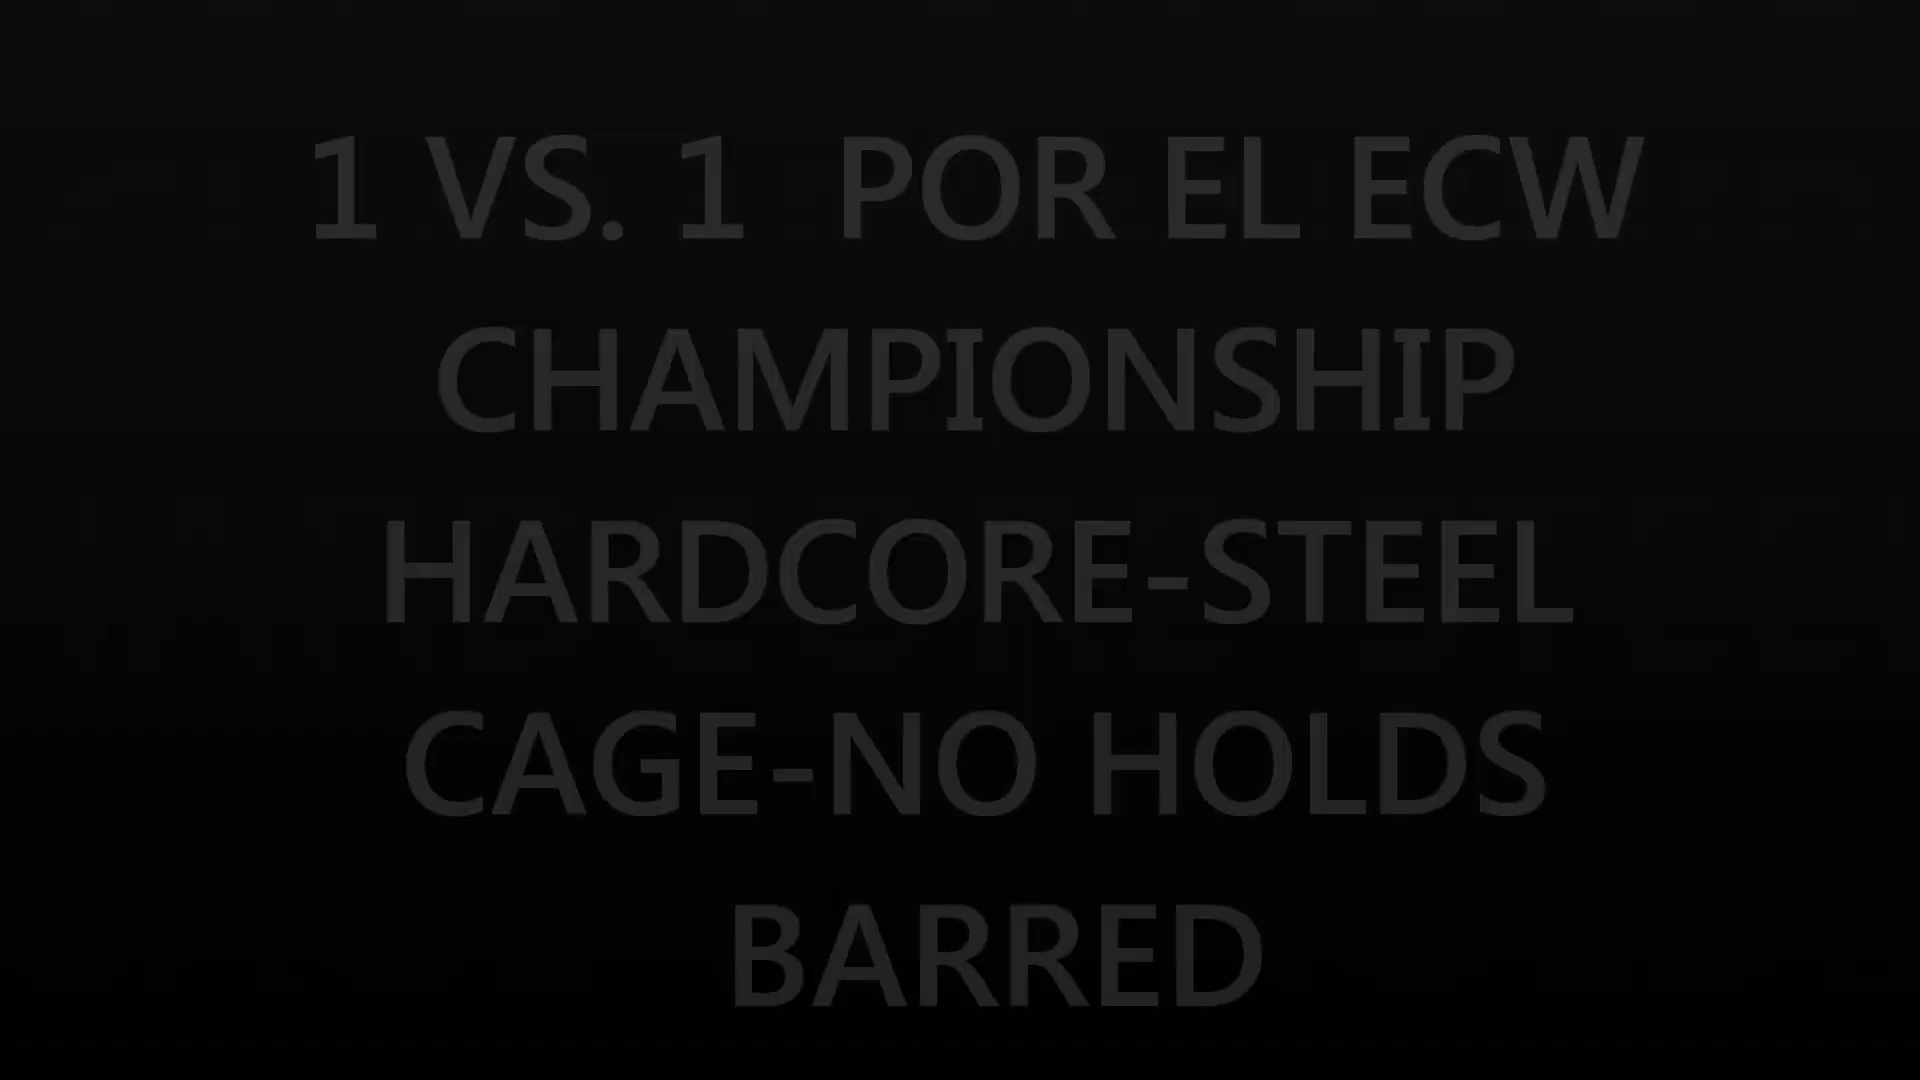 1 VS. 1  POR EL ECW
CHAMPIONSHIP
HARDCORE-STEEL
CAGE-NO HOLDS
BARRED